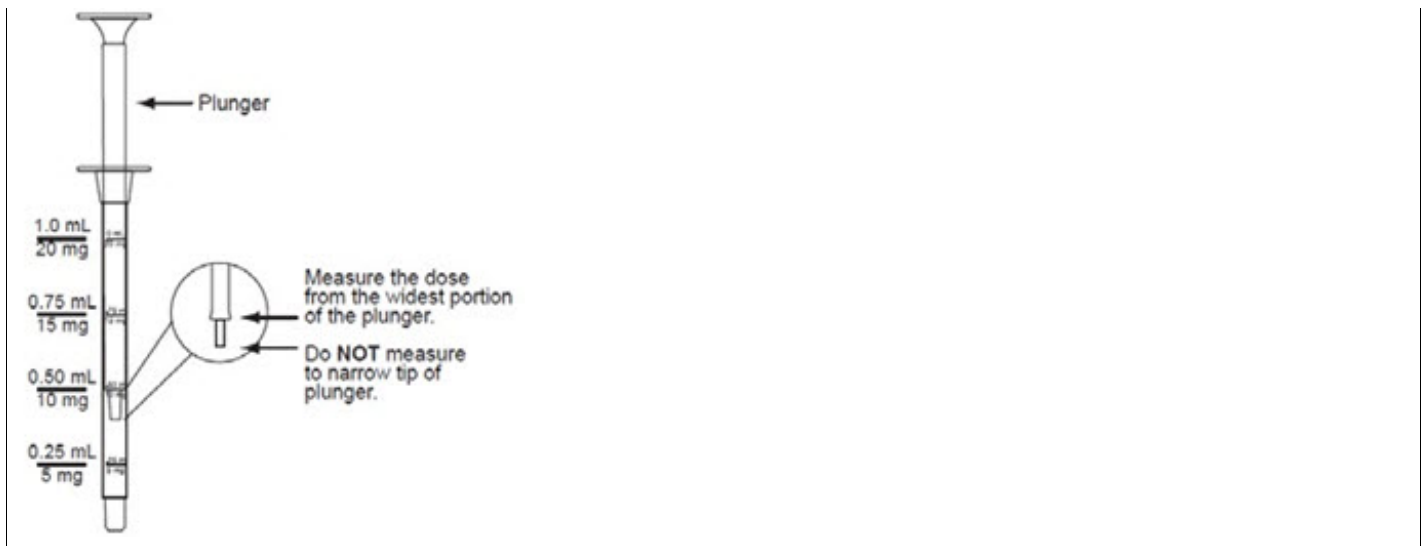 Plunger
1.0 mL
20 mg
0.75 mL
15 mg
0.50 mL
10 mg
0.25 mL
5 mg
Measure the dose
from the widest portion
of the plunger.
Do NOT measure
to narrow tip of
plunger.